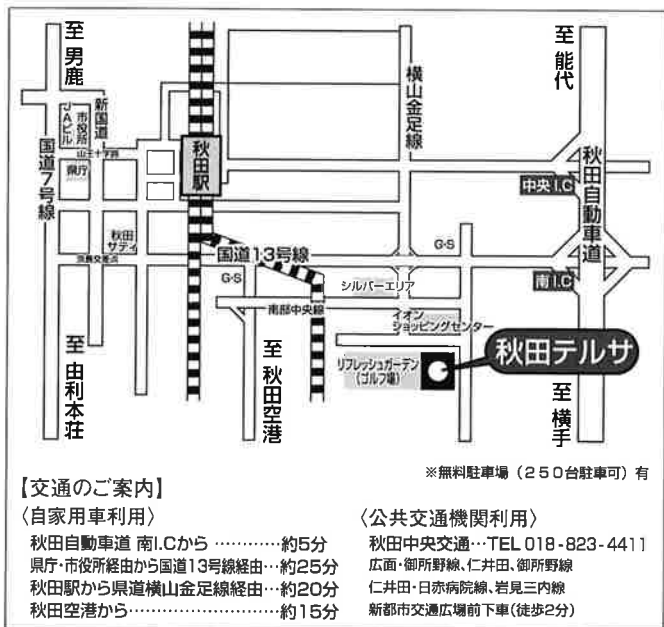 至 男鹿
至 能代
新国道
市役所
JAビル
国道7号線
山王十字路
県庁
秋田駅
横山金足線
中央I.C
秋田自動車道
秋田
サティ
茨島交差点
国道13号線
G·S
G·S
南I.C
シルバーエリア
南部中央線
イオン
ショッピングセンター
秋田テルサ
リフレッシュガーデン
(ゴルフ場)
至 由利本荘
至 秋田空港
至 横手
※無料駐車場(250台駐車可)有
【交通のご案内】
〈自家用車利用〉
秋田自動車道 南I.Cから…………約5分
県庁・市役所経由から国道13号線経由…約25分
秋田駅から県道横山金足線経由…約20分
秋田空港から……………………約15分
〈公共交通機関利用〉
秋田中央交通…TEL 018-823-4411
広面・御所野線、仁井田、御所野線
仁井田・日赤病院線、岩見三内線
新都市交通広場前下車(徒歩2分)